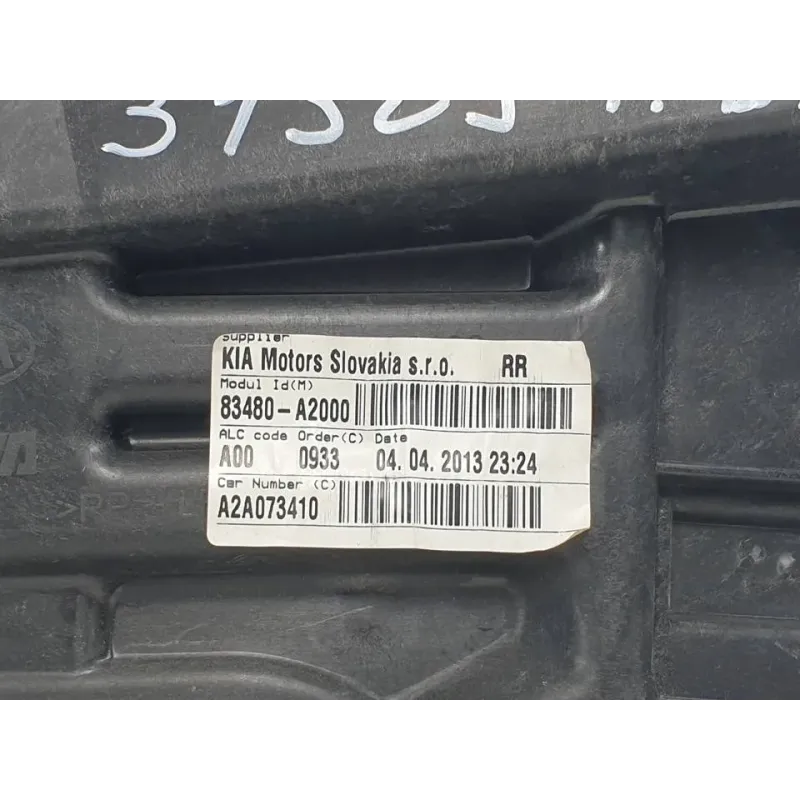 Supplier
KIA Motors Slovakia s.r.o. RR
Modul Id(M)
83480-A2000
ALC code Order(C) Date
A00 0933 04. 04. 2013 23:24
Car Number (C)
A2A073410